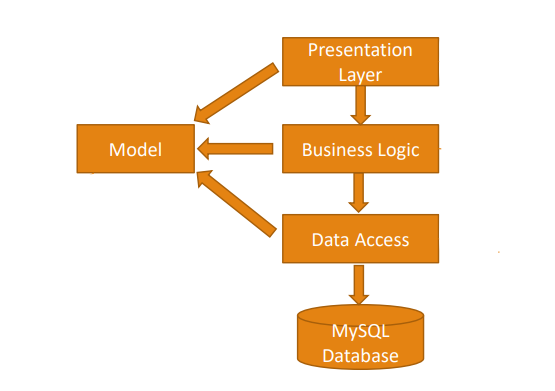 Presentation
Layer
Model
Business Logic
Data Access
MySQL
Database